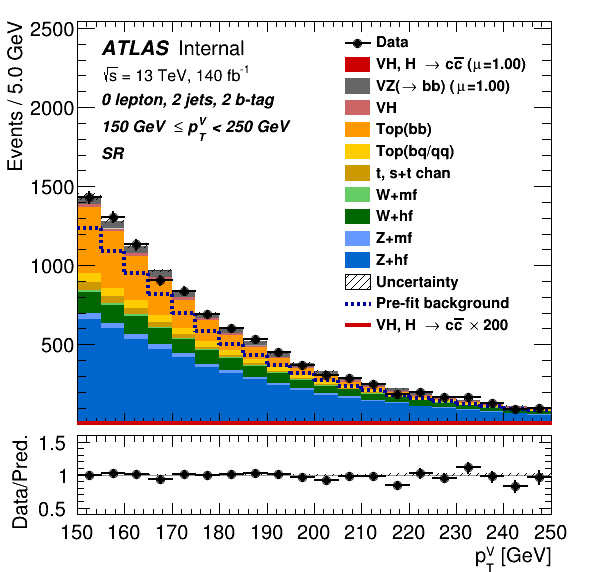 Events / 5.0 GeV
2500
2000
1500
1000
500
ATLAS Internal
√s = 13 TeV, 140 fb⁻¹
0 lepton, 2 jets, 2 b-tag
150 GeV ≤ p_T^V < 250 GeV
SR
Data
VH, H → cc̅ (μ=1.00)
VZ(→ bb) (μ=1.00)
VH
Top(bb)
Top(bq/qq)
t, s+t chan
W+mf
W+hf
Z+mf
Z+hf
Uncertainty
Pre-fit background
VH, H → cc̅ × 200
Data/Pred.
1.5
1
0.5
150 160 170 180 190 200 210 220 230 240 250
p_T^V [GeV]